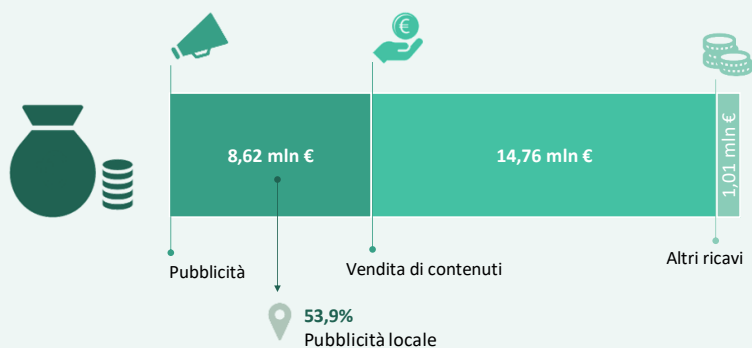 €
8,62 mln €
14,76 mln €
1,01 mln €
Pubblicità
Vendita di contenuti
Altri ricavi
53,9%
Pubblicità locale